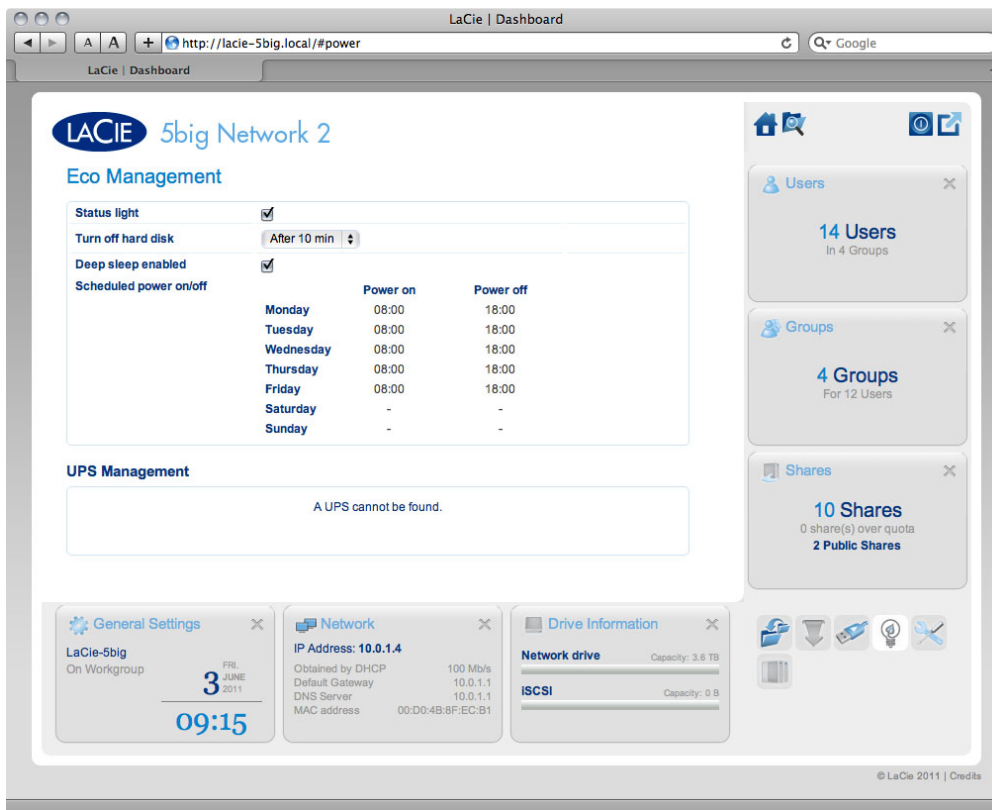 LaCie | Dashboard
A A + http://lacie-5big.local/#power Google
LaCie | Dashboard
LACIE 5big Network 2
Eco Management
Status light
Turn off hard disk After 10 min
Deep sleep enabled
Scheduled power on/off
Power on Power off
Monday 08:00 18:00
Tuesday 08:00 18:00
Wednesday 08:00 18:00
Thursday 08:00 18:00
Friday 08:00 18:00
Saturday - -
Sunday - -
UPS Management
A UPS cannot be found.
Users
14 Users
In 4 Groups
Groups
4 Groups
For 12 Users
Shares
10 Shares
0 share(s) over quota
2 Public Shares
General Settings
LaCie-5big
On Workgroup
FRI.
3 JUNE
2011
09:15
Network
IP Address: 10.0.1.4
Obtained by DHCP 100 Mb/s
Default Gateway 10.0.1.1
DNS Server 10.0.1.1
MAC address 00:D0:4B:8F:EC:B1
Drive Information
Network drive Capacity: 3.6 TB
iSCSI Capacity: 0 B
© LaCie 2011 | Credits